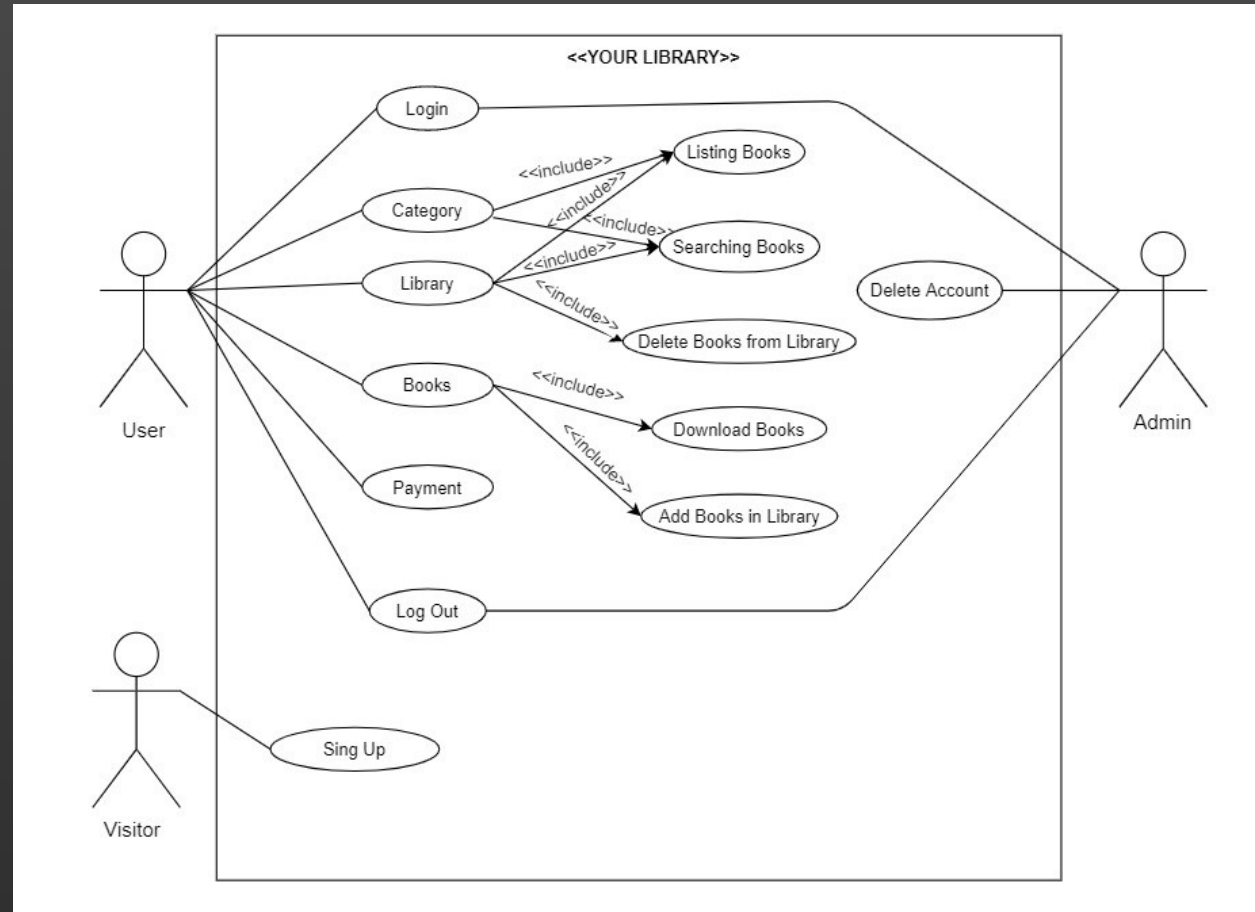 <<YOUR LIBRARY>>
Login
Listing Books
<<include>>
<<include>>
Category
<<include>>
Searching Books
<<include>>
Library
Delete Account
<<include>>
Delete Books from Library
User
Admin
Books
<<include>>
Download Books
<<include>>
Payment
Add Books in Library
Log Out
Sing Up
Visitor